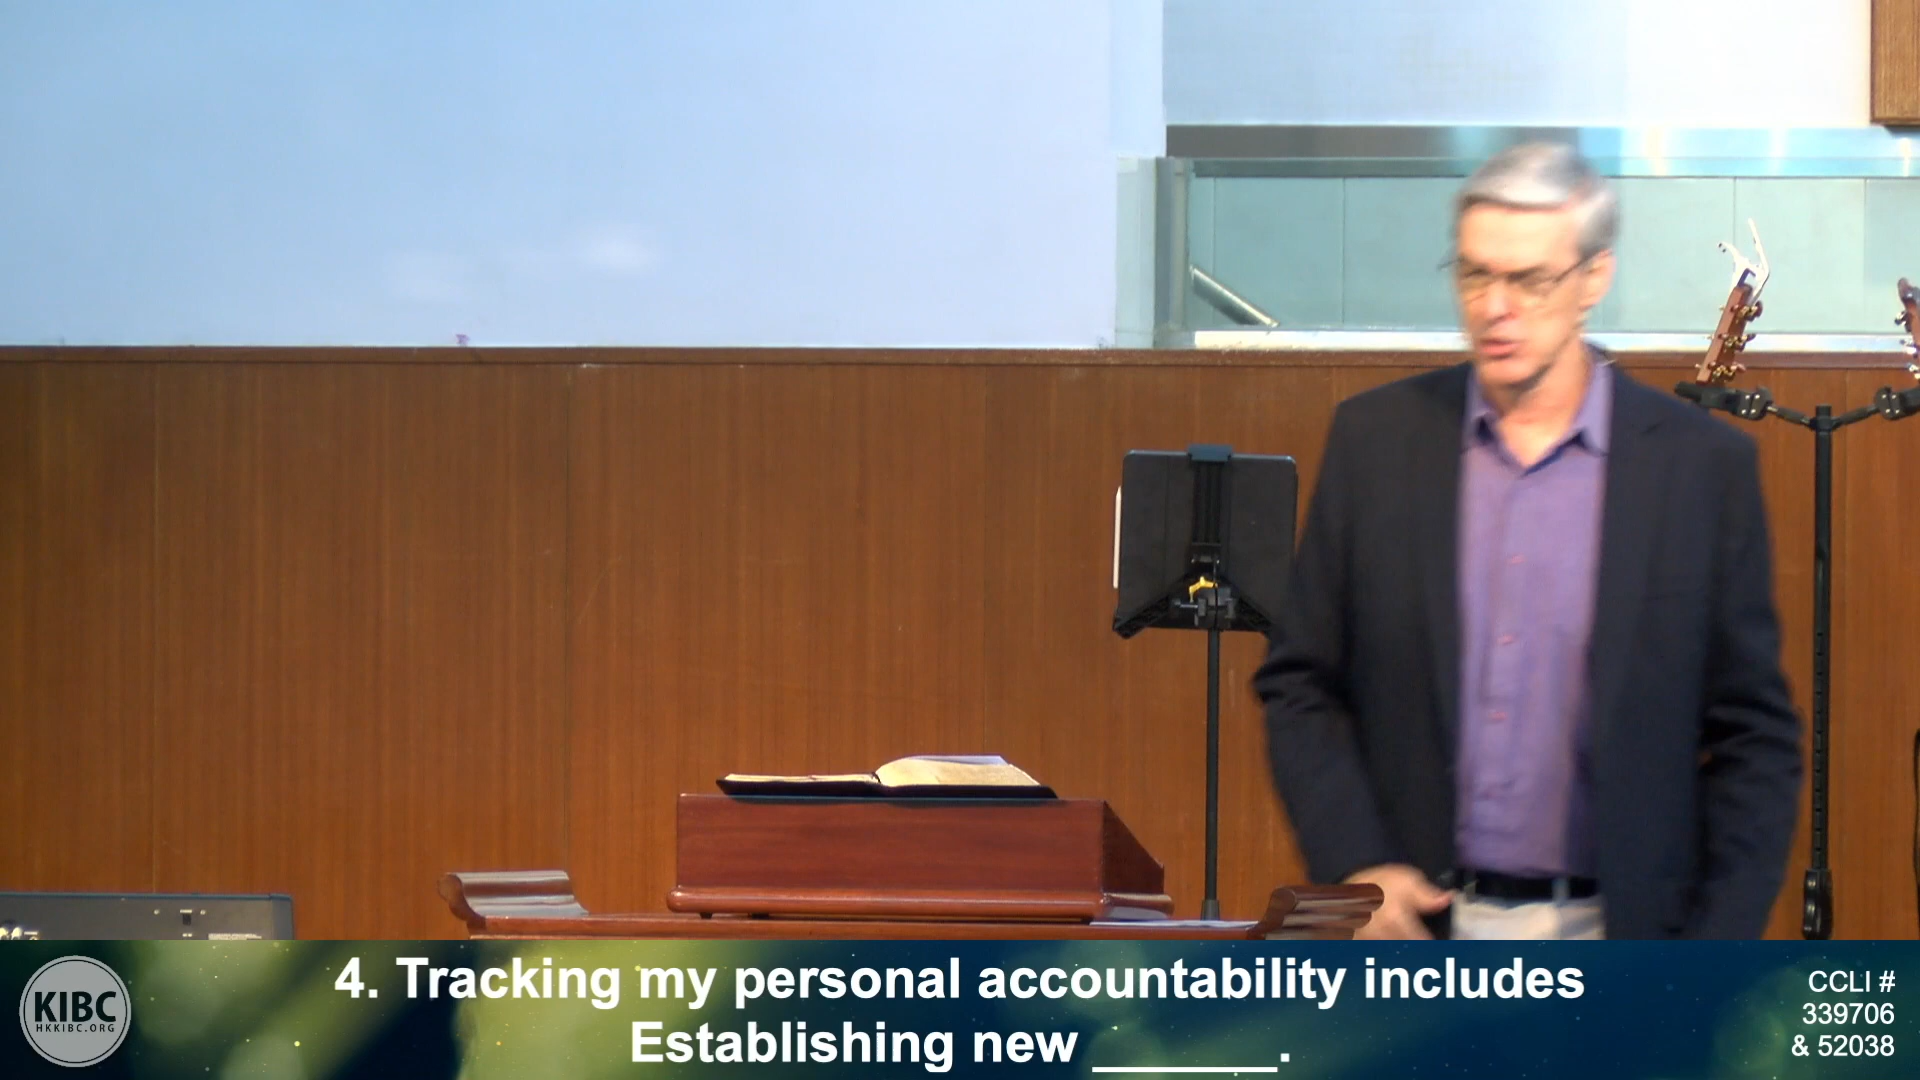 4. Tracking my personal accountability includes
Establishing new ______.
KIBC
HKKIBC.ORG
CCLI #
339706
& 52038